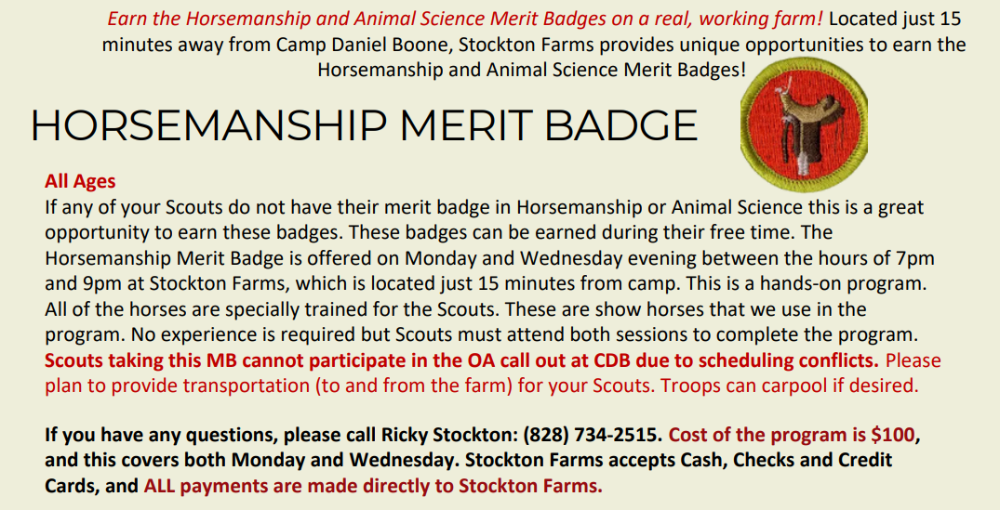 Earn the Horsemanship and Animal Science Merit Badges on a real, working farm! Located just 15
minutes away from Camp Daniel Boone, Stockton Farms provides unique opportunities to earn the
Horsemanship and Animal Science Merit Badges!
HORSEMANSHIP MERIT BADGE
All Ages
If any of your Scouts do not have their merit badge in Horsemanship or Animal Science this is a great
opportunity to earn these badges. These badges can be earned during their free time. The
Horsemanship Merit Badge is offered on Monday and Wednesday evening between the hours of 7pm
and 9pm at Stockton Farms, which is located just 15 minutes from camp. This is a hands-on program.
All of the horses are specially trained for the Scouts. These are show horses that we use in the
program. No experience is required but Scouts must attend both sessions to complete the program.
Scouts taking this MB cannot participate in the OA call out at CDB due to scheduling conflicts. Please
plan to provide transportation (to and from the farm) for your Scouts. Troops can carpool if desired.
If you have any questions, please call Ricky Stockton: (828) 734-2515. Cost of the program is $100,
and this covers both Monday and Wednesday. Stockton Farms accepts Cash, Checks and Credit
Cards, and ALL payments are made directly to Stockton Farms.